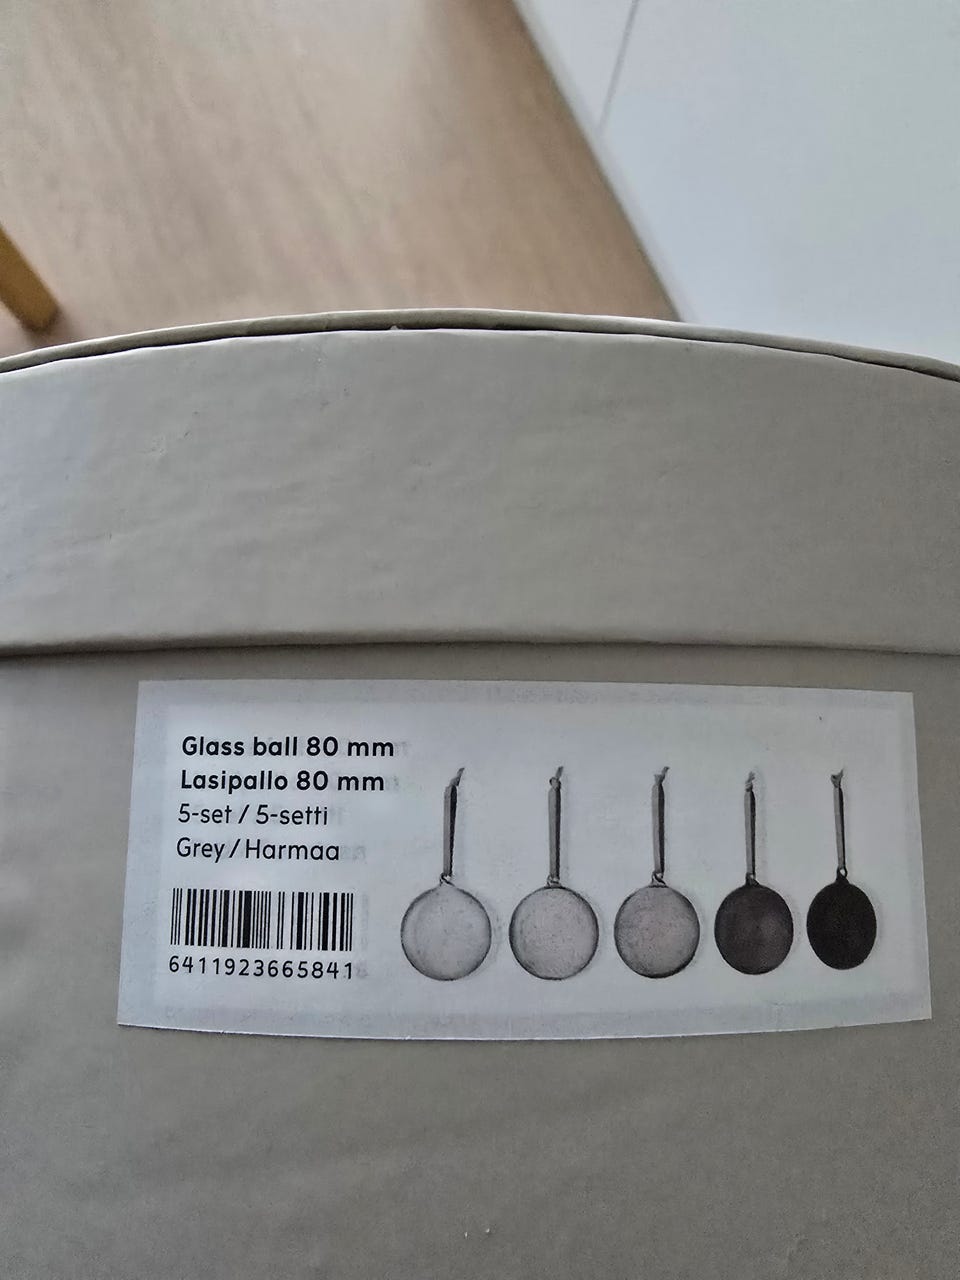 Glass ball 80 mm
Lasipallo 80 mm
5-set / 5-setti
Grey / Harmaa
6411923665841